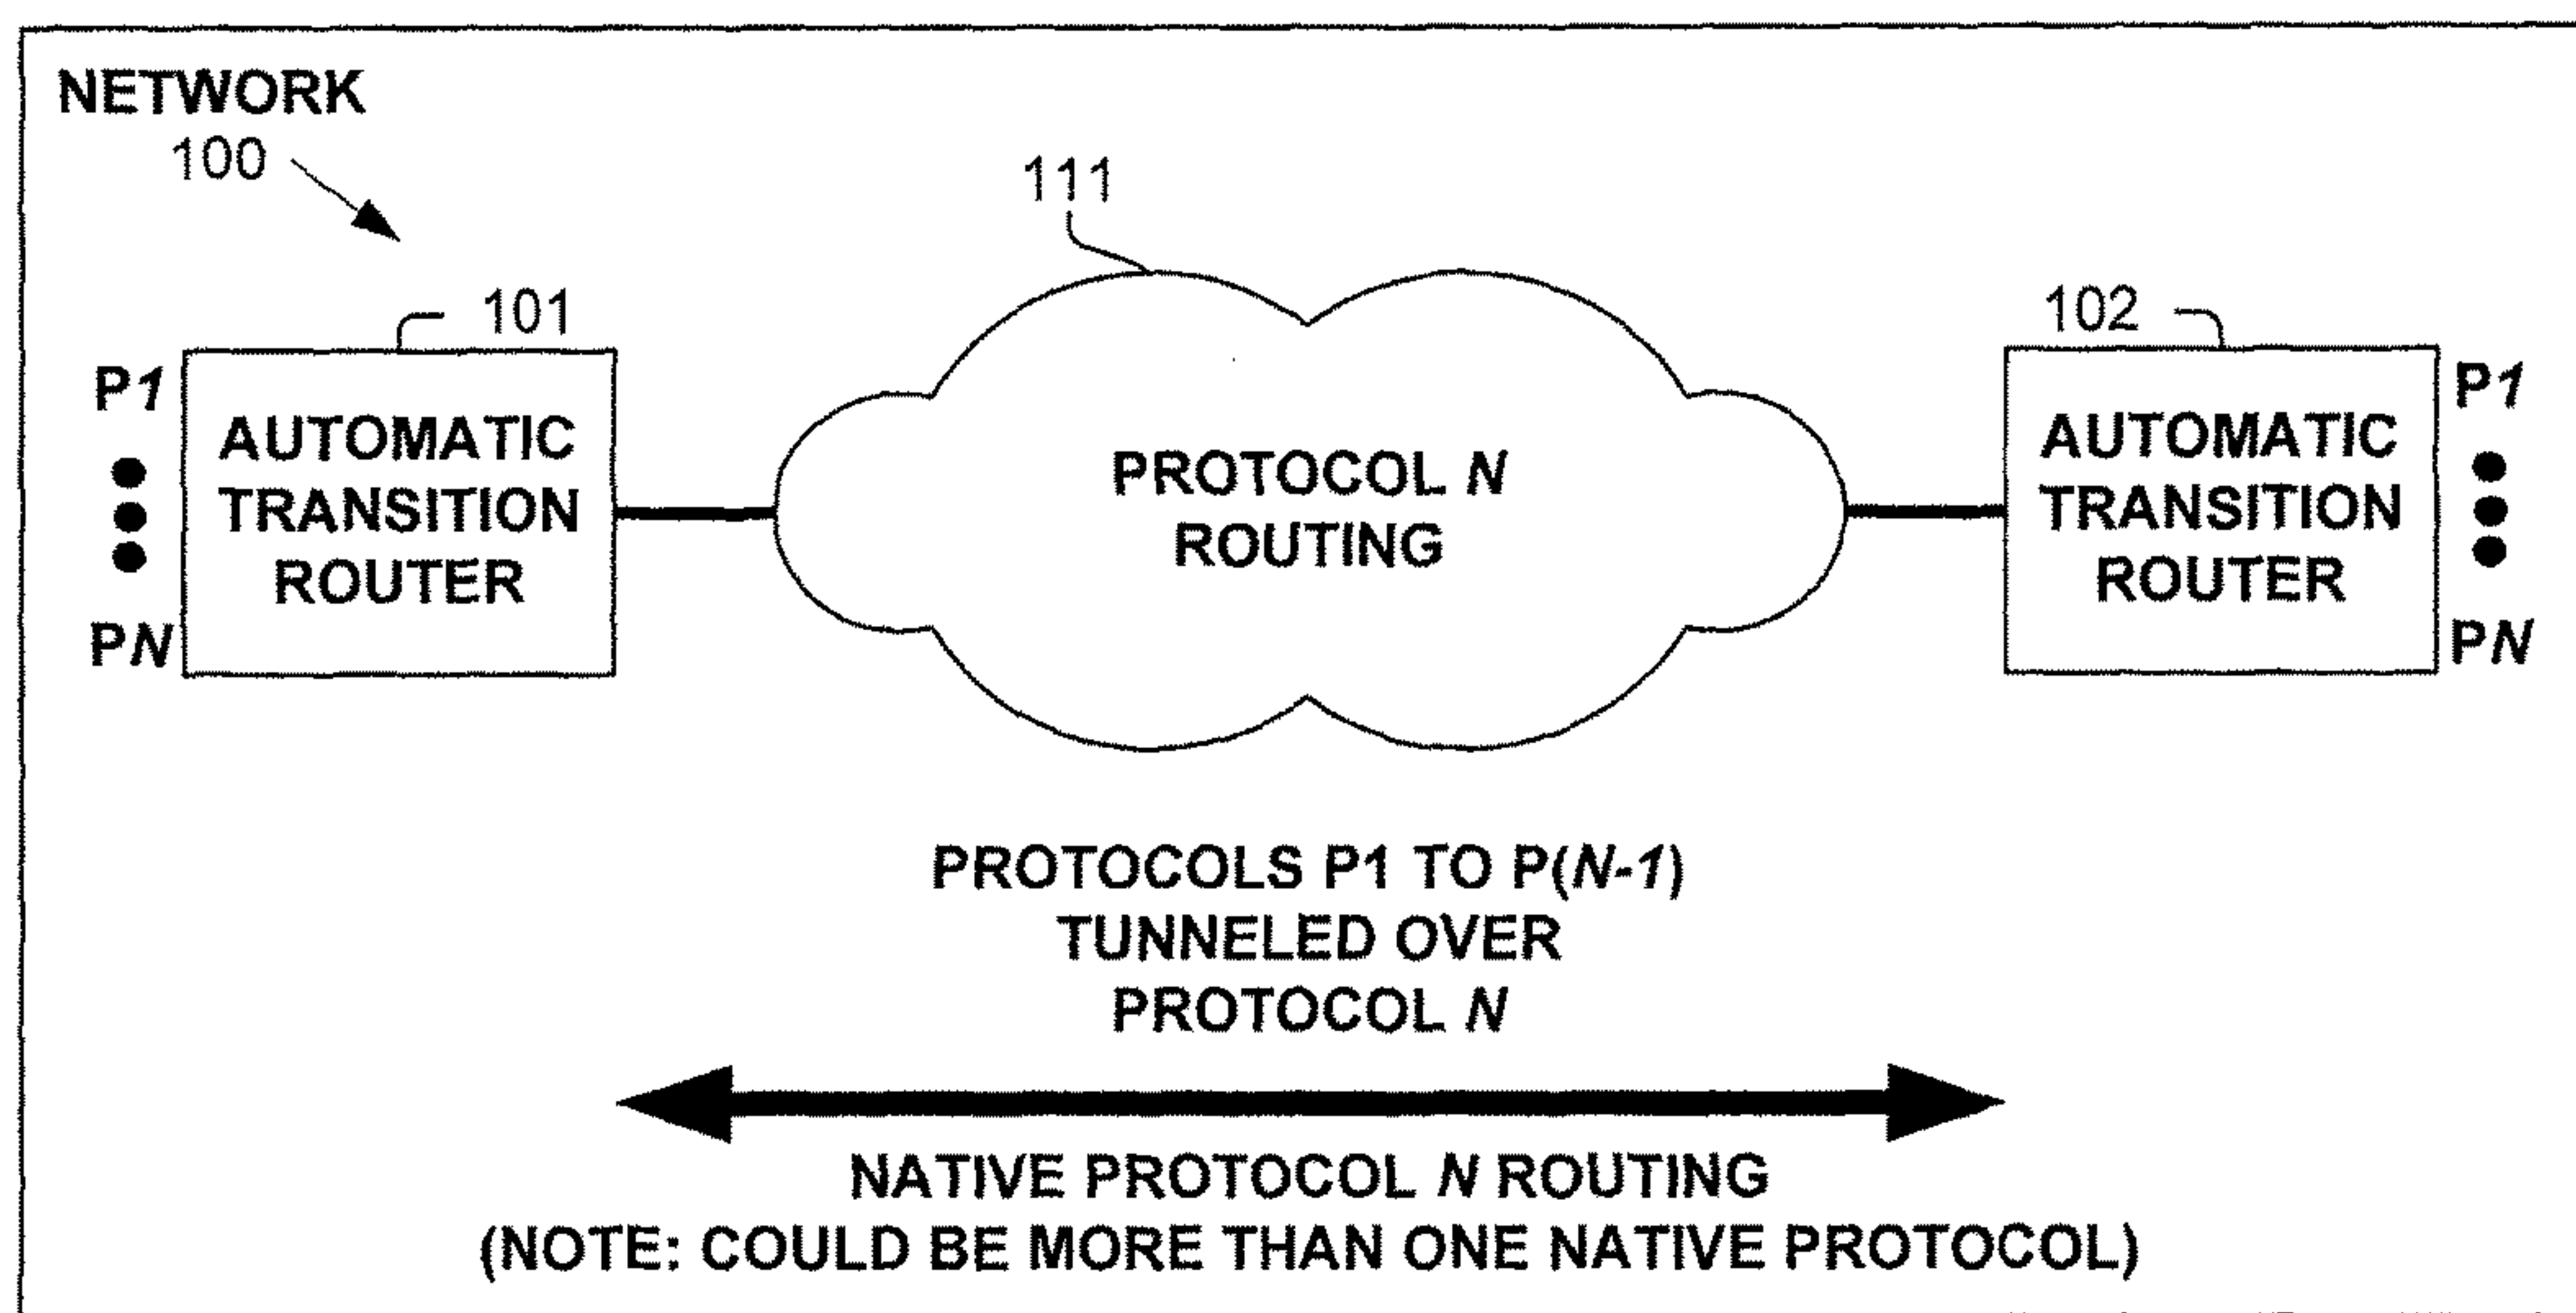 NETWORK
100
111
101
102
P1
PN
AUTOMATIC
TRANSITION
ROUTER
PROTOCOL N
ROUTING
AUTOMATIC
TRANSITION
ROUTER
P1
PN
PROTOCOLS P1 TO P(N-1)
TUNNELED OVER
PROTOCOL N
NATIVE PROTOCOL N ROUTING
(NOTE: COULD BE MORE THAN ONE NATIVE PROTOCOL)